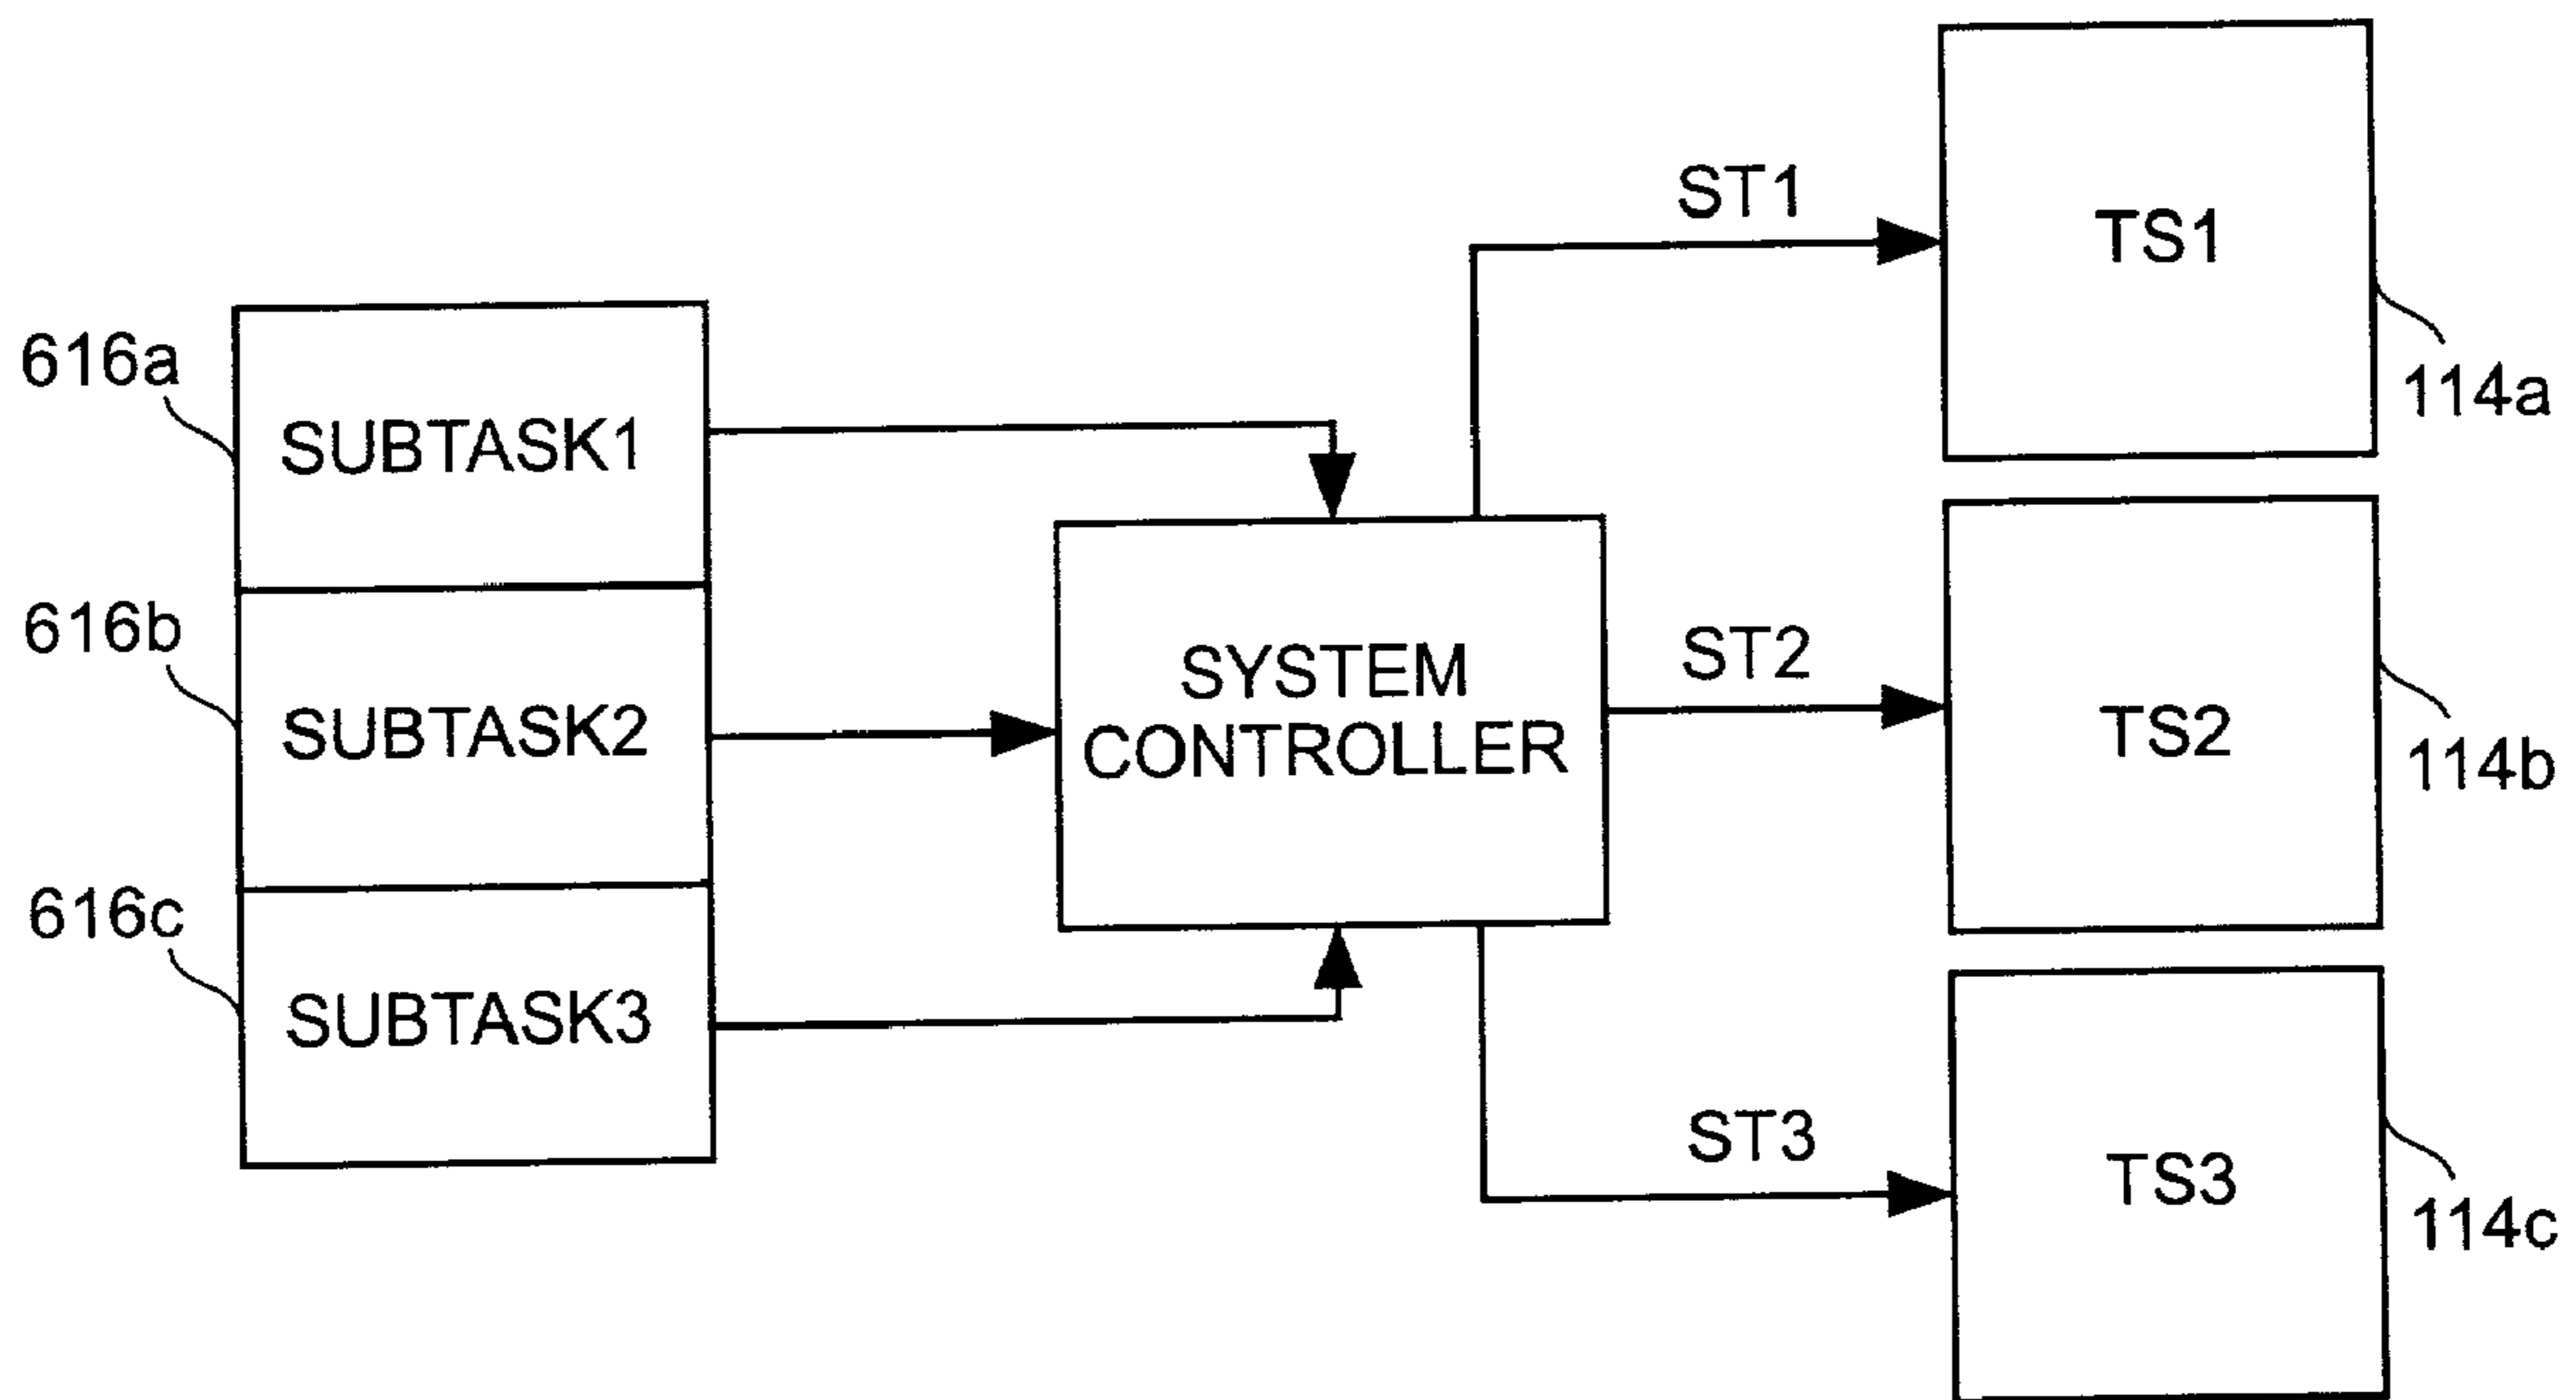 ST1
TS1
114a
616a
SUBTASK1
616b
SUBTASK2
SYSTEM
CONTROLLER
ST2
TS2
114b
616c
SUBTASK3
ST3
TS3
114c